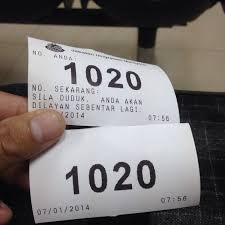 NO. ANDA:
1020
NO. SEKARANG:
SILA DUDUK. ANDA AKAN
DILAYAN SEBENTAR LAGI.
/2014 07:56
1020
07/01/2014 07:56